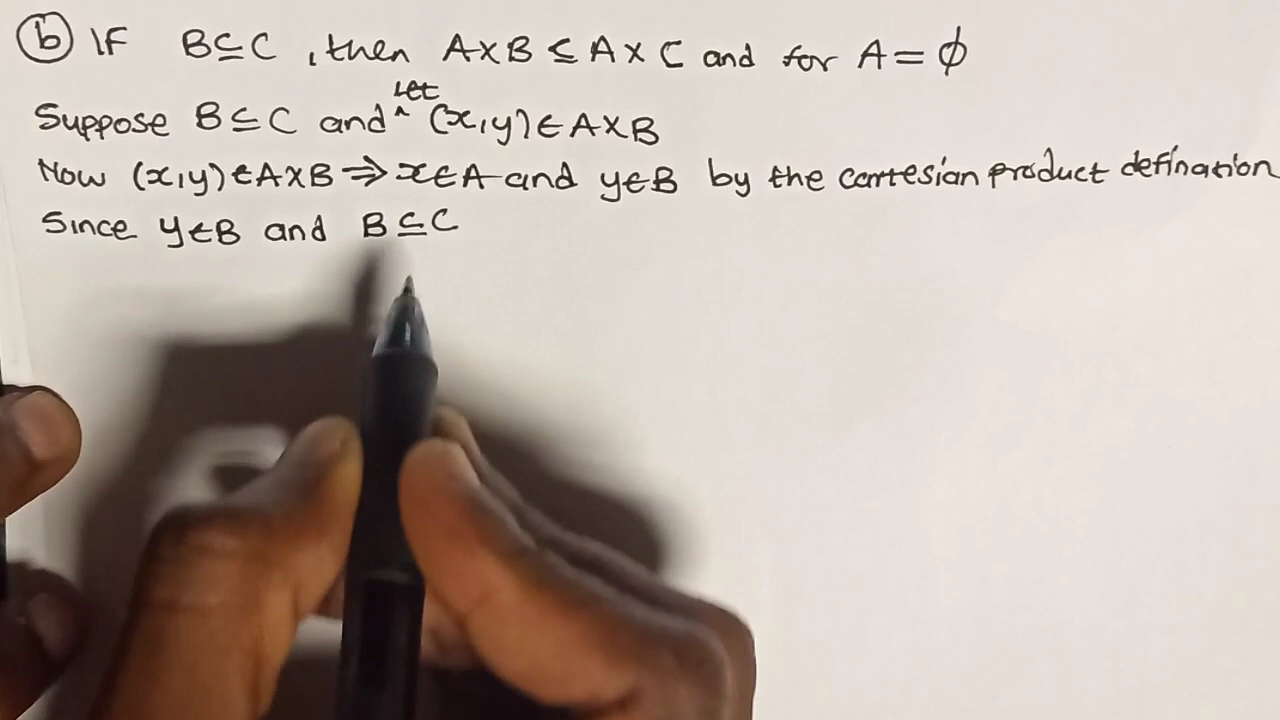 (b) IF B⊆C, then A×B ⊆ A×C and for A=ϕ
Let
Suppose B⊆C and ^ (x,y)∈A×B
Now (x,y)∈A×B ⇒ x∈A and y∈B by the cartesian product defination
Since y∈B and B⊆C